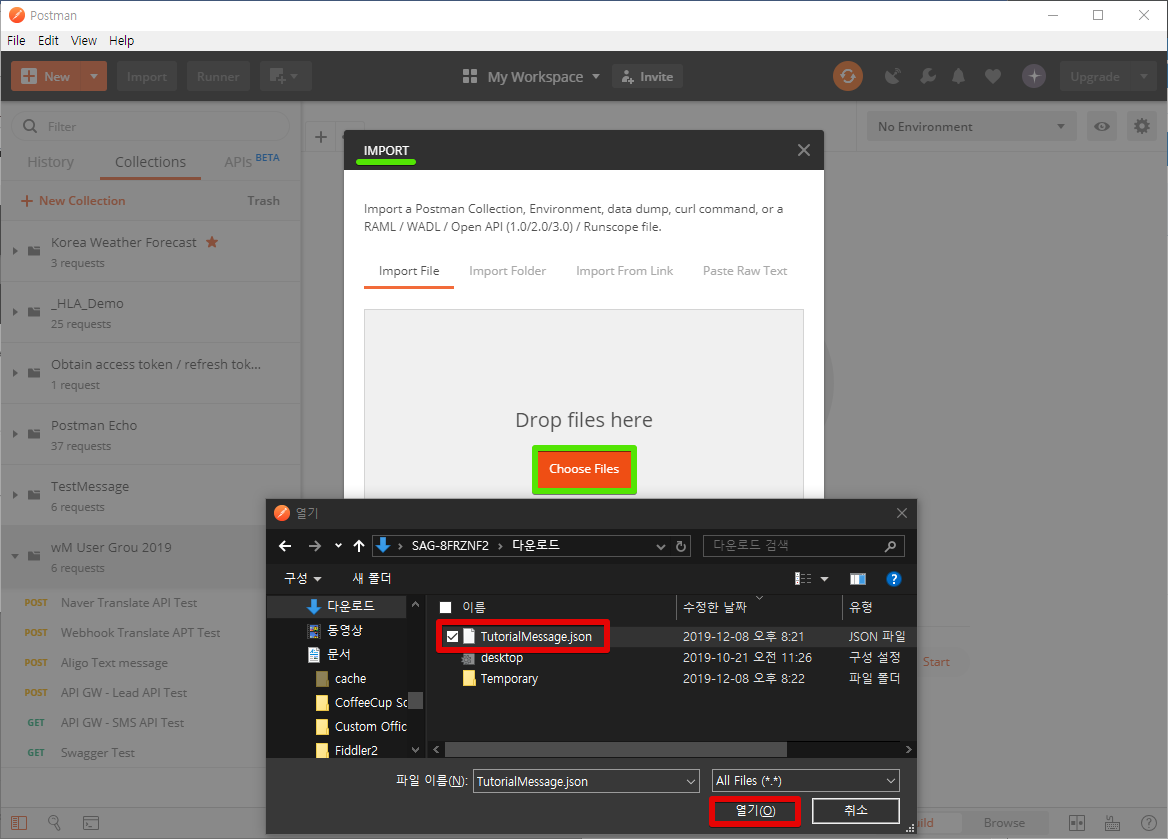 Postman
File Edit View Help
New Import Runner My Workspace Invite Upgrade
Filter
No Environment
History Collections APIs BETA
New Collection Trash
Korea Weather Forecast
3 requests
_HLA_Demo
25 requests
Obtain access token / refresh tok...
1 request
Postman Echo
37 requests
TestMessage
6 requests
wM User Grou 2019
6 requests
POST Naver Translate API Test
POST Webhook Translate APT Test
POST Aligo Text message
POST API GW - Lead API Test
GET API GW - SMS API Test
GET Swagger Test
IMPORT
Import a Postman Collection, Environment, data dump, curl command, or a
RAML / WADL / Open API (1.0/2.0/3.0) / Runscope file.
Import File Import Folder Import From Link Paste Raw Text
Drop files here
Choose Files
열기
SAG-8FRZNF2 › 다운로드
다운로드 검색
구성 새 폴더
다운로드
동영상
문서
cache
CoffeeCup Sc
Custom Offic
Fiddler2
이름 수정한 날짜 유형
TutorialMessage.json 2019-12-08 오후 8:21 JSON 파일
desktop 2019-10-21 오전 11:26 구성 설정
Temporary 2019-12-08 오후 8:22 파일 폴더
파일 이름(N): TutorialMessage.json All Files (*.*)
열기(O) 취소
Start
ild Browse